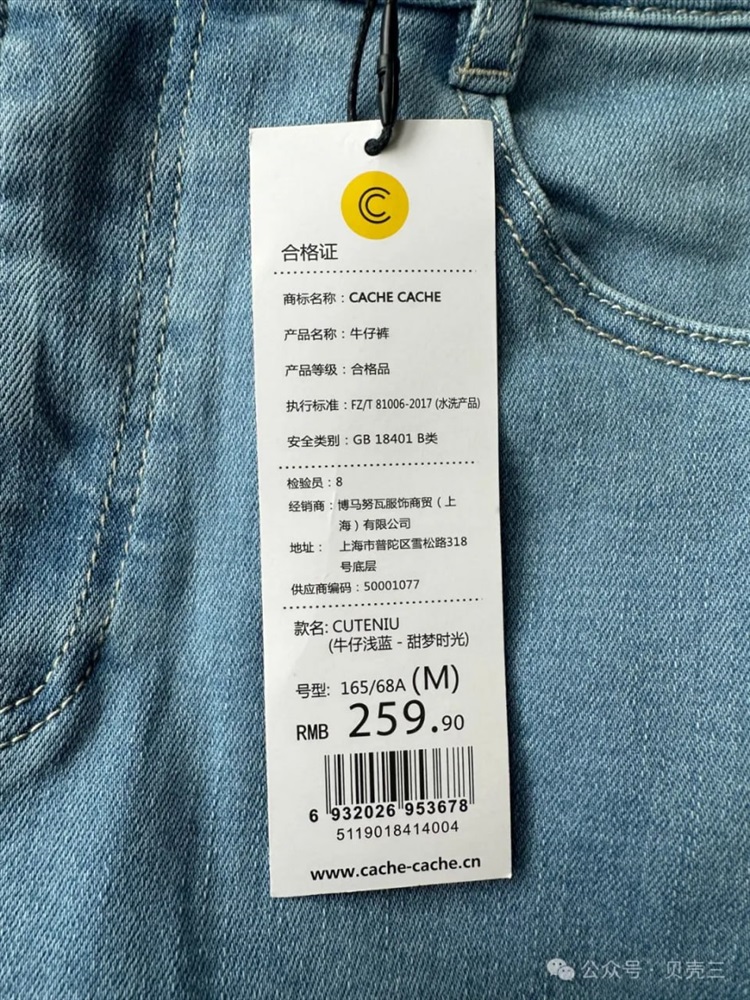 合格证
商标名称：CACHE CACHE
产品名称：牛仔裤
产品等级：合格品
执行标准：FZ/T 81006-2017 (水洗产品)
安全类别：GB 18401 B类
检验员：8
经销商：博马努瓦服饰商贸（上
海）有限公司
地址： 上海市普陀区雪松路318
号底层
供应商编码：50001077
款名: CUTENIU
(牛仔浅蓝 - 甜梦时光)
号型: 165/68A (M)
RMB 259.90
6 932026 953678
5119018414004
www.cache-cache.cn
公众号 · 贝壳三